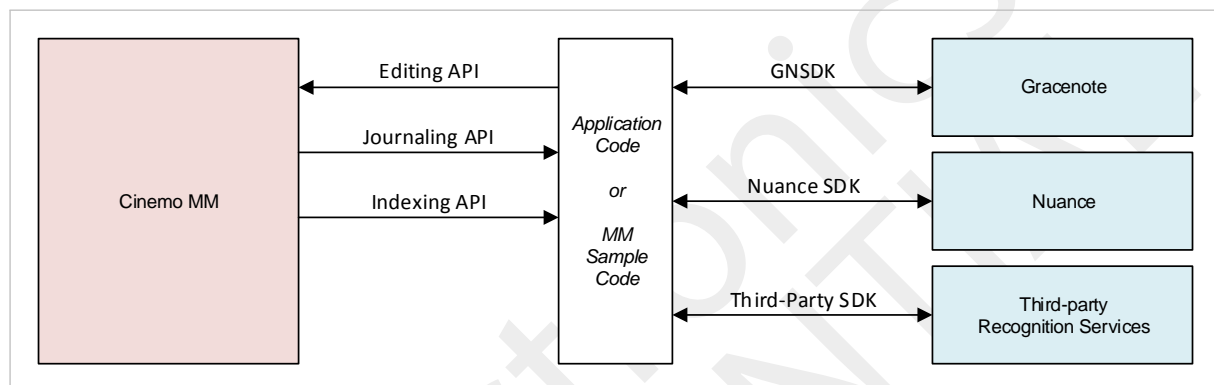 Cinemo MM
Editing API
Journaling API
Indexing API
Application
Code
or
MM
Sample
Code
GNSDK
Nuance SDK
Third-Party SDK
Gracenote
Nuance
Third-party
Recognition Services